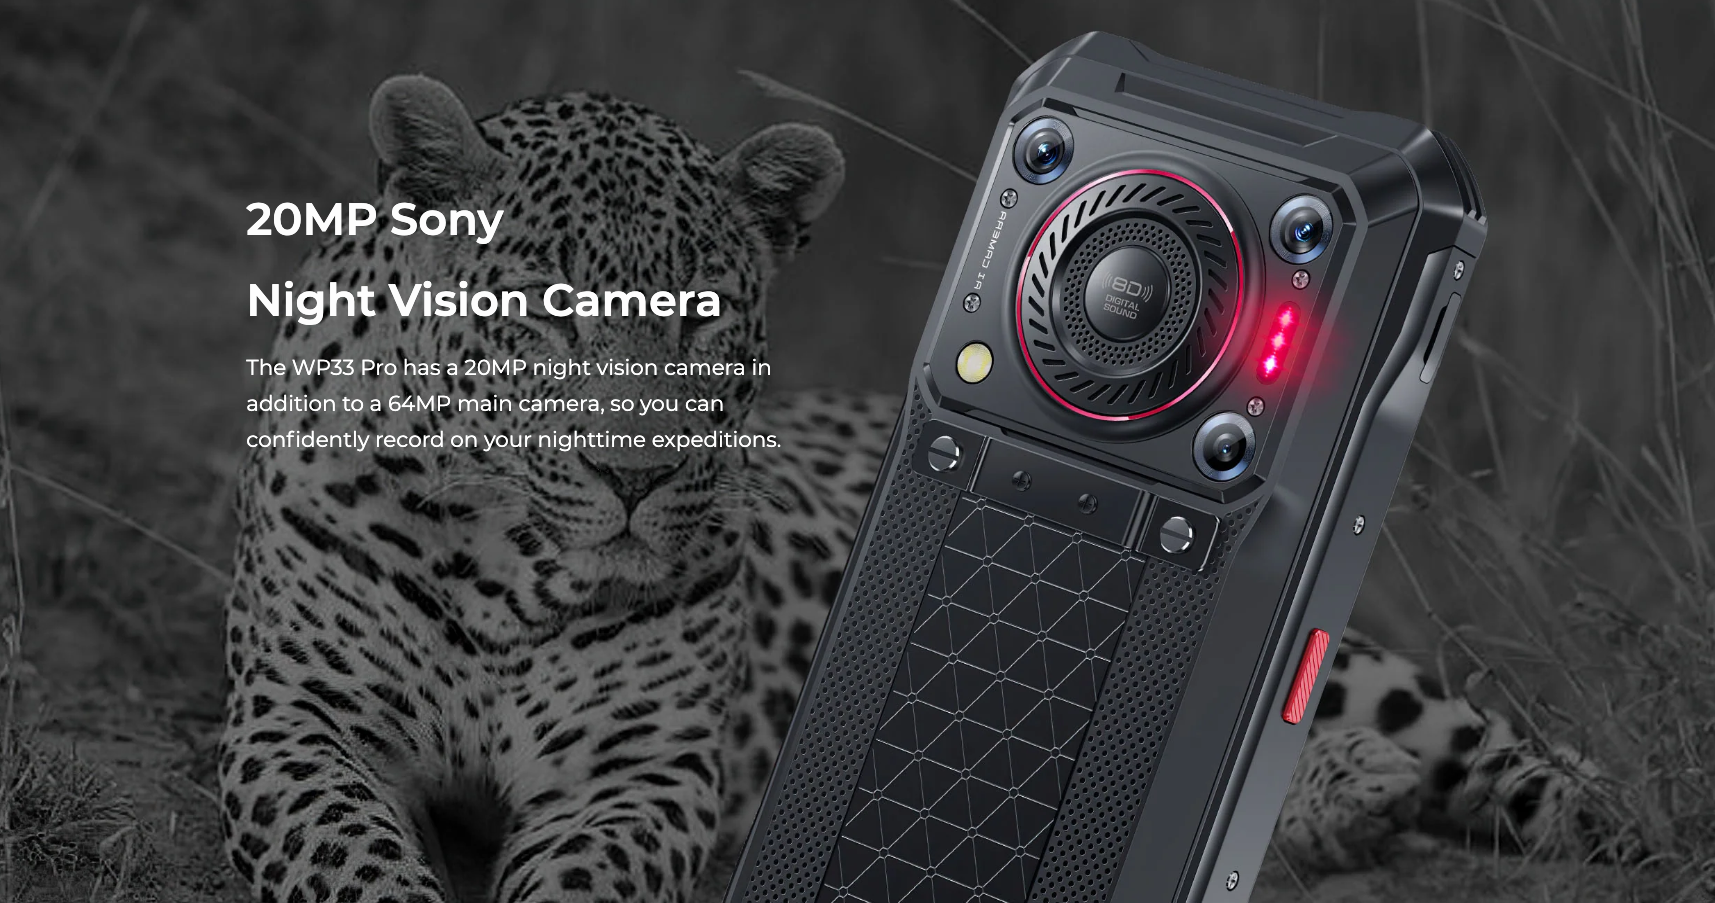 20MP Sony
Night Vision Camera
The WP33 Pro has a 20MP night vision camera in
addition to a 64MP main camera, so you can
confidently record on your nighttime expeditions.
8D
DIGITAL
SOUND